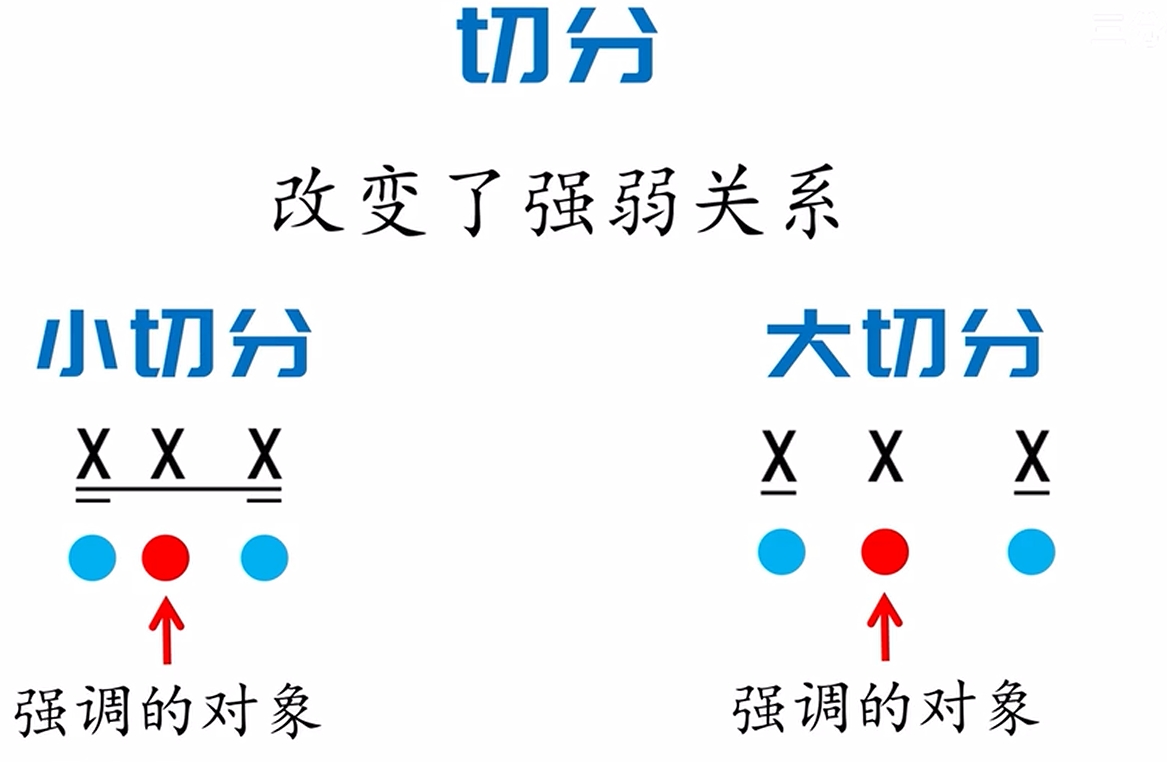 切分
改变了强弱关系
小切分
大切分
X X X
X X X
强调的对象
强调的对象